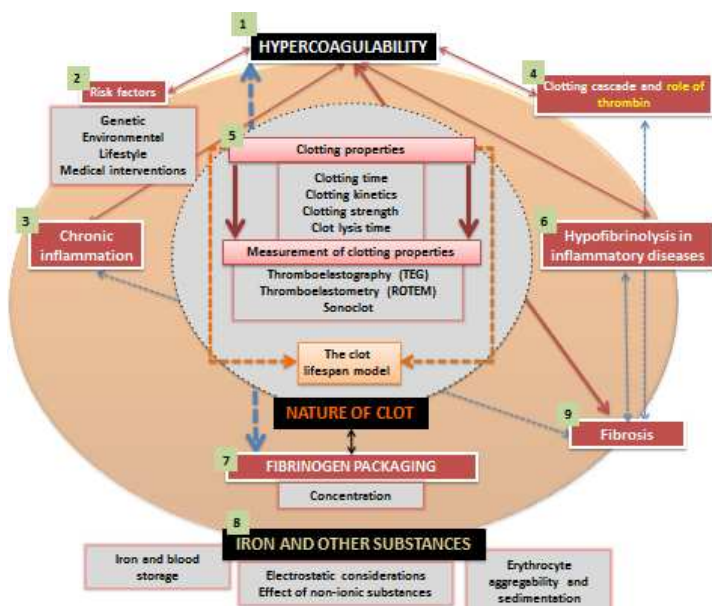 1
HYPERCOAGULABILITY
2
Risk factors
Genetic
Environmental
Lifestyle
Medical interventions
4
Clotting cascade and role of
thrombin
5
Clotting properties
Clotting time
Clotting kinetics
Clotting strength
Clot lysis time
3
Chronic
inflammation
6
Hypofibrinolysis in
inflammatory diseases
Measurement of clotting properties
Thromboelastography (TEG)
Thromboelastometry (ROTEM)
Sonoclot
The clot
lifespan model
NATURE OF CLOT
9
Fibrosis
7
FIBRINOGEN PACKAGING
Concentration
8
IRON AND OTHER SUBSTANCES
Iron and blood
storage
Electrostatic considerations
Effect of non-ionic substances
Erythrocyte
aggregability and
sedimentation